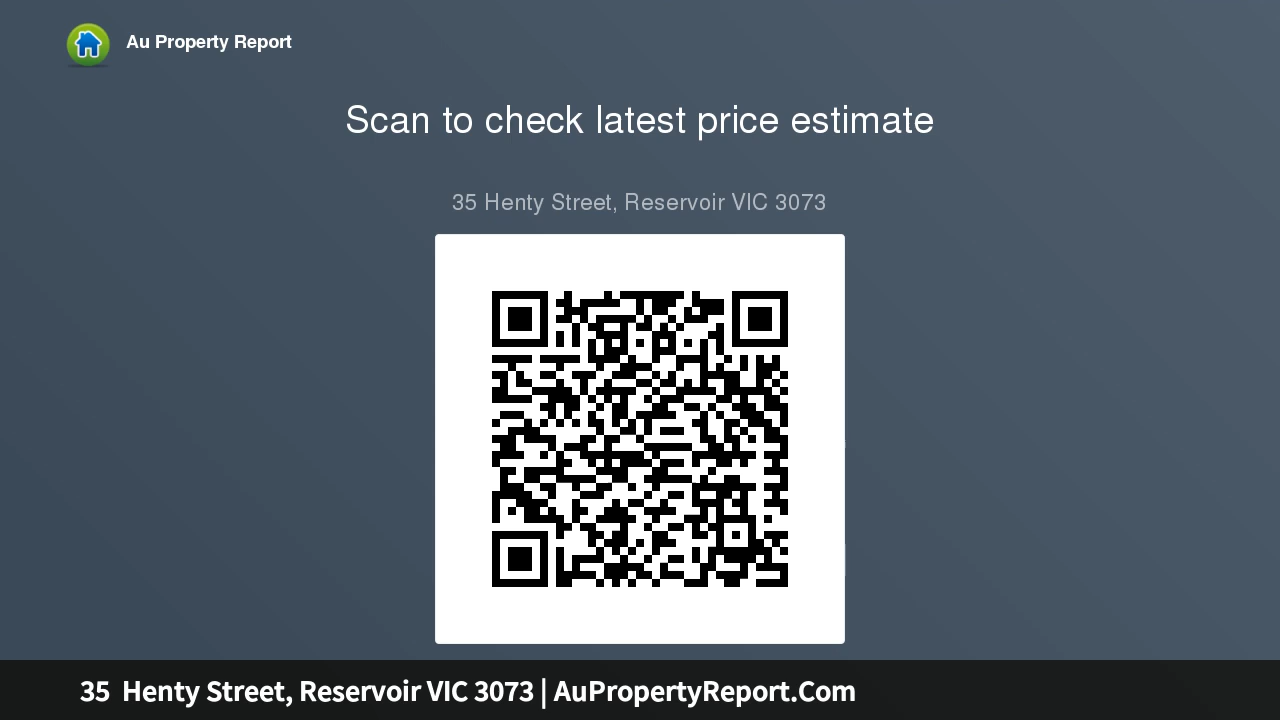 Au Property Report
Scan to check latest price estimate
35 Henty Street, Reservoir VIC 3073
35 Henty Street, Reservoir VIC 3073 | AuPropertyReport.Com